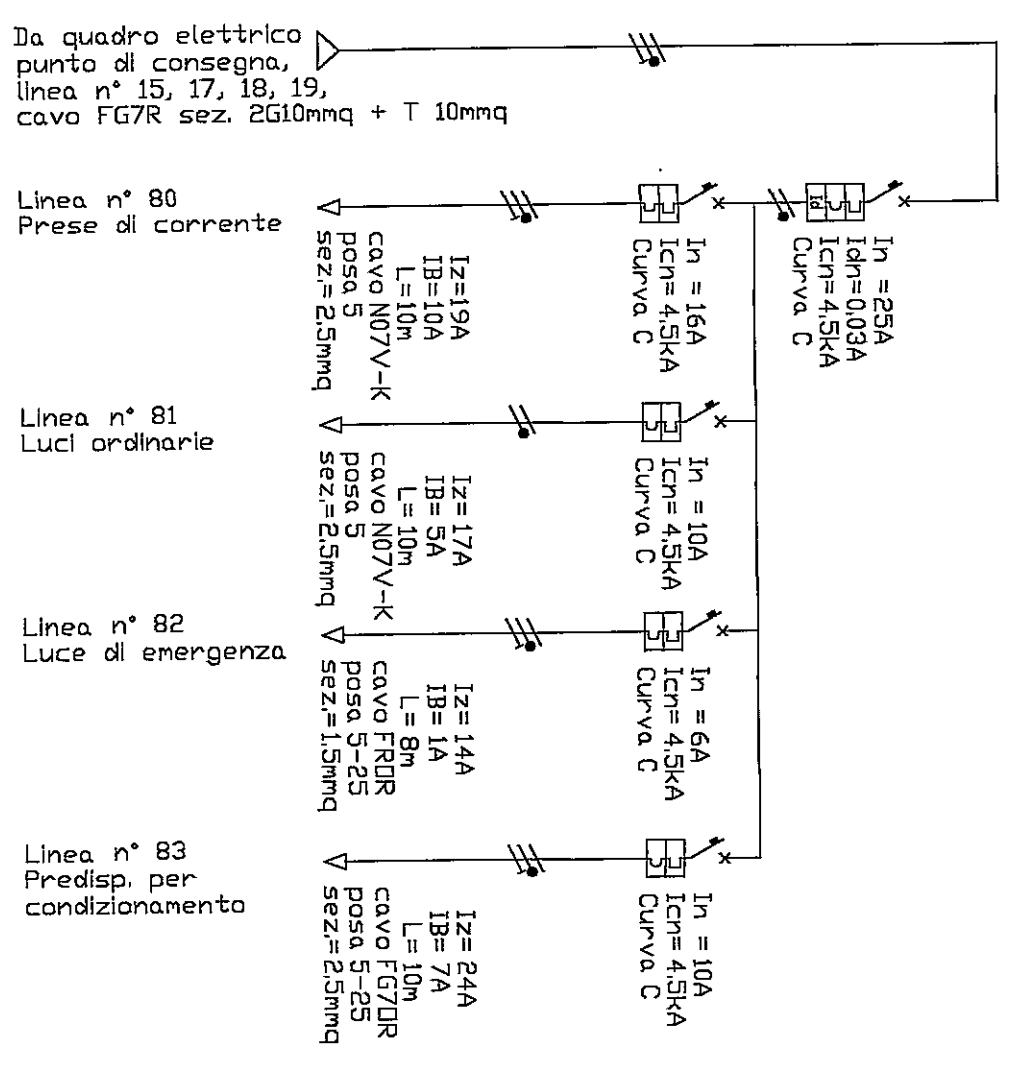 Da quadro elettrico
punto di consegna,
linea n° 15, 17, 18, 19,
cavo FG7R sez. 2G10mmq + T 10mmq
Id
In =25A
Idn=0,03A
Icn=4,5kA
Curva C
Linea n° 80
Prese di corrente
In =16A
Icn= 4,5kA
Curva C
Iz=19A
IB=10A
L=10m
cavo N07V-K
posa 5
sez.=2,5mmq
Linea n° 81
Luci ordinarie
In =10A
Icn= 4,5kA
Curva C
Iz=17A
IB= 5A
L= 10m
cavo N07V-K
posa 5
sez.=2,5mmq
Linea n° 82
Luce di emergenza
In =6A
Icn= 4,5kA
Curva C
Iz=14A
IB= 1A
L= 8m
cavo FROR
posa 5-25
sez.=1,5mmq
Linea n° 83
Predisp. per
condizionamento
In =10A
Icn= 4,5kA
Curva C
Iz= 24A
IB= 7A
L= 10m
cavo FG7OR
posa 5-25
sez.=2,5mmq